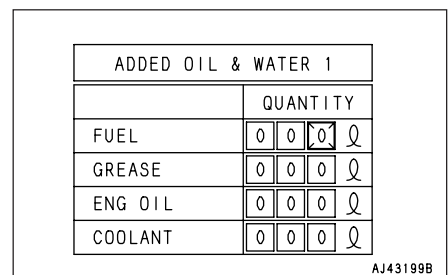 ADDED OIL & WATER 1
QUANTITY
FUEL 0 0 0 ℓ
GREASE 0 0 0 ℓ
ENG OIL 0 0 0 ℓ
COOLANT 0 0 0 ℓ
AJ43199B